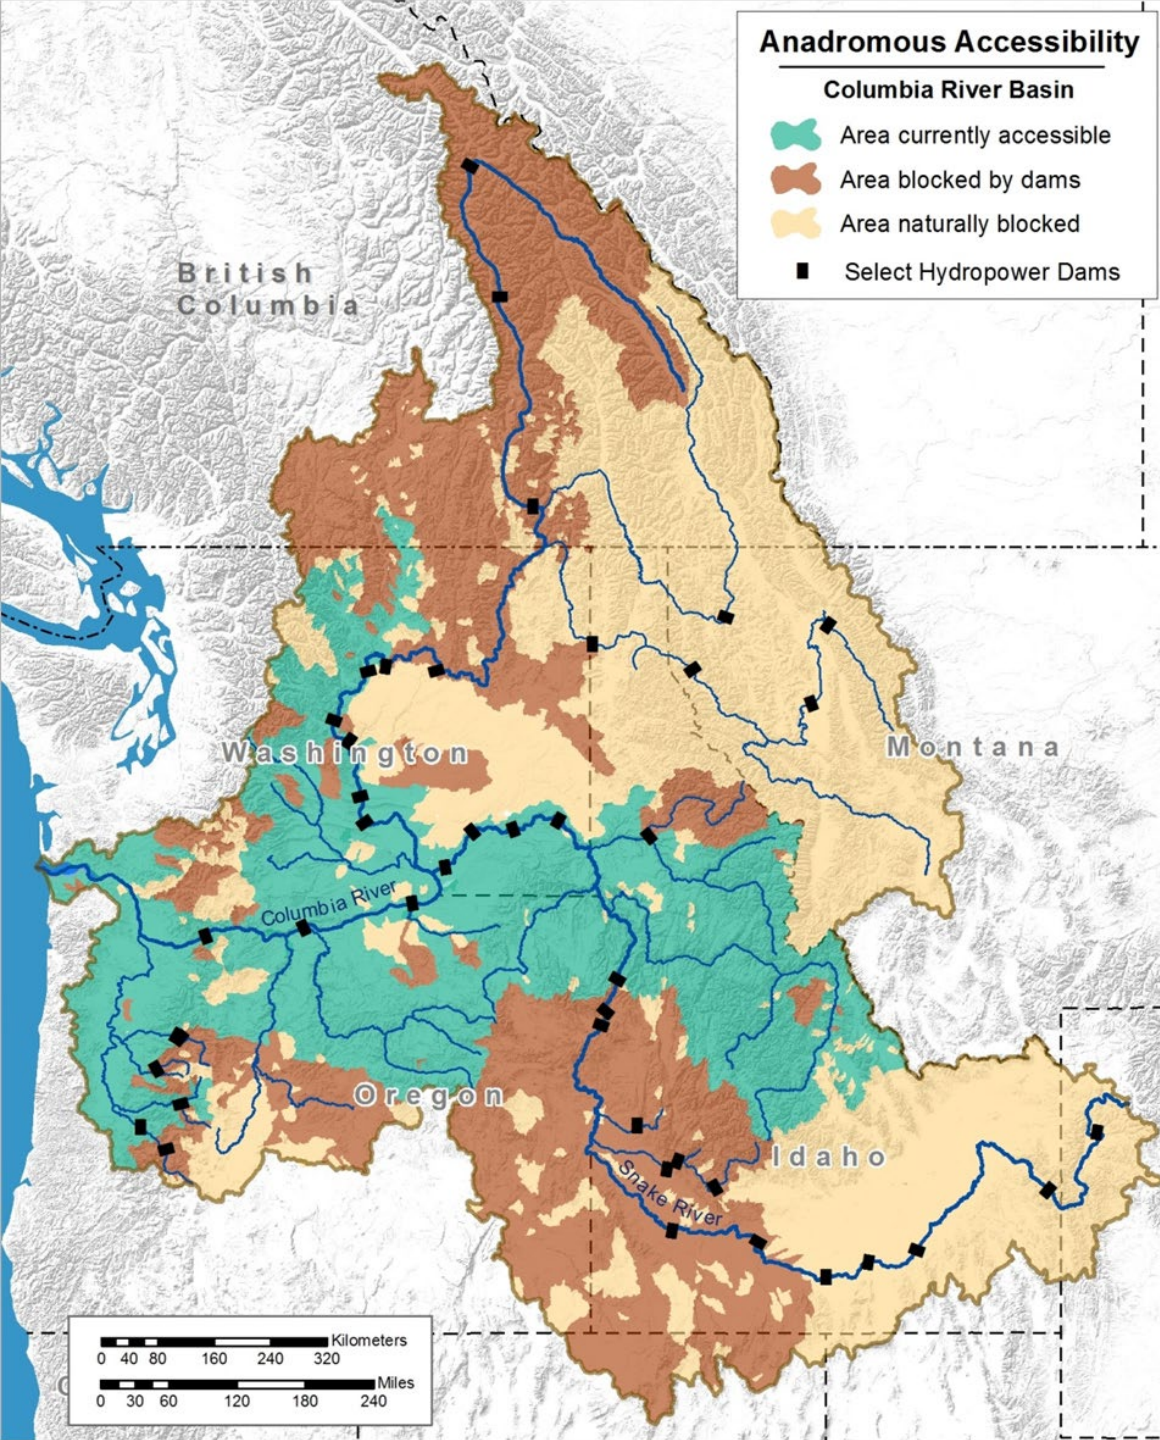 Anadromous Accessibility
Columbia River Basin
Area currently accessible
Area blocked by dams
Area naturally blocked
Select Hydropower Dams
British
Columbia
Washington
Montana
Columbia River
Oregon
Idaho
Snake River
Kilometers
0 40 80 160 240 320
Miles
0 30 60 120 180 240